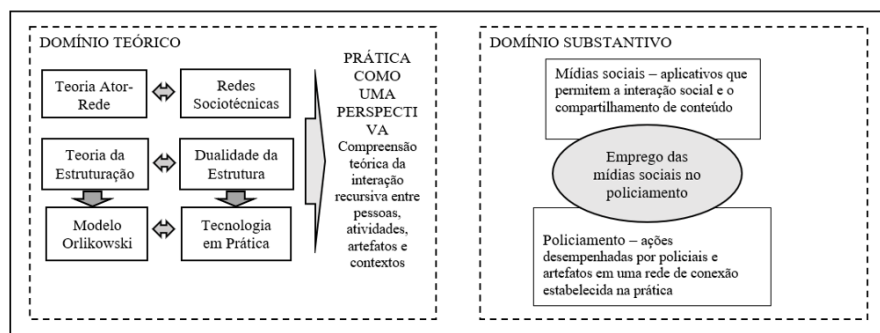 DOMÍNIO TEÓRICO
Teoria Ator-
Rede
Redes
Sociotécnicas
Teoria da
Estruturação
Dualidade da
Estrutura
Modelo
Orlikowski
Tecnologia
em Prática
PRÁTICA
COMO
UMA
PERSPECTI
VA
Compreensão
teórica da
interação
recursiva entre
pessoas,
atividades,
artefatos e
contextos
DOMÍNIO SUBSTANTIVO
Mídias sociais – aplicativos que
permitem a interação social e o
compartilhamento de conteúdo
Emprego das
mídias sociais no
policiamento
Policiamento – ações
desempenhadas por policiais e
artefatos em uma rede de conexão
estabelecida na prática